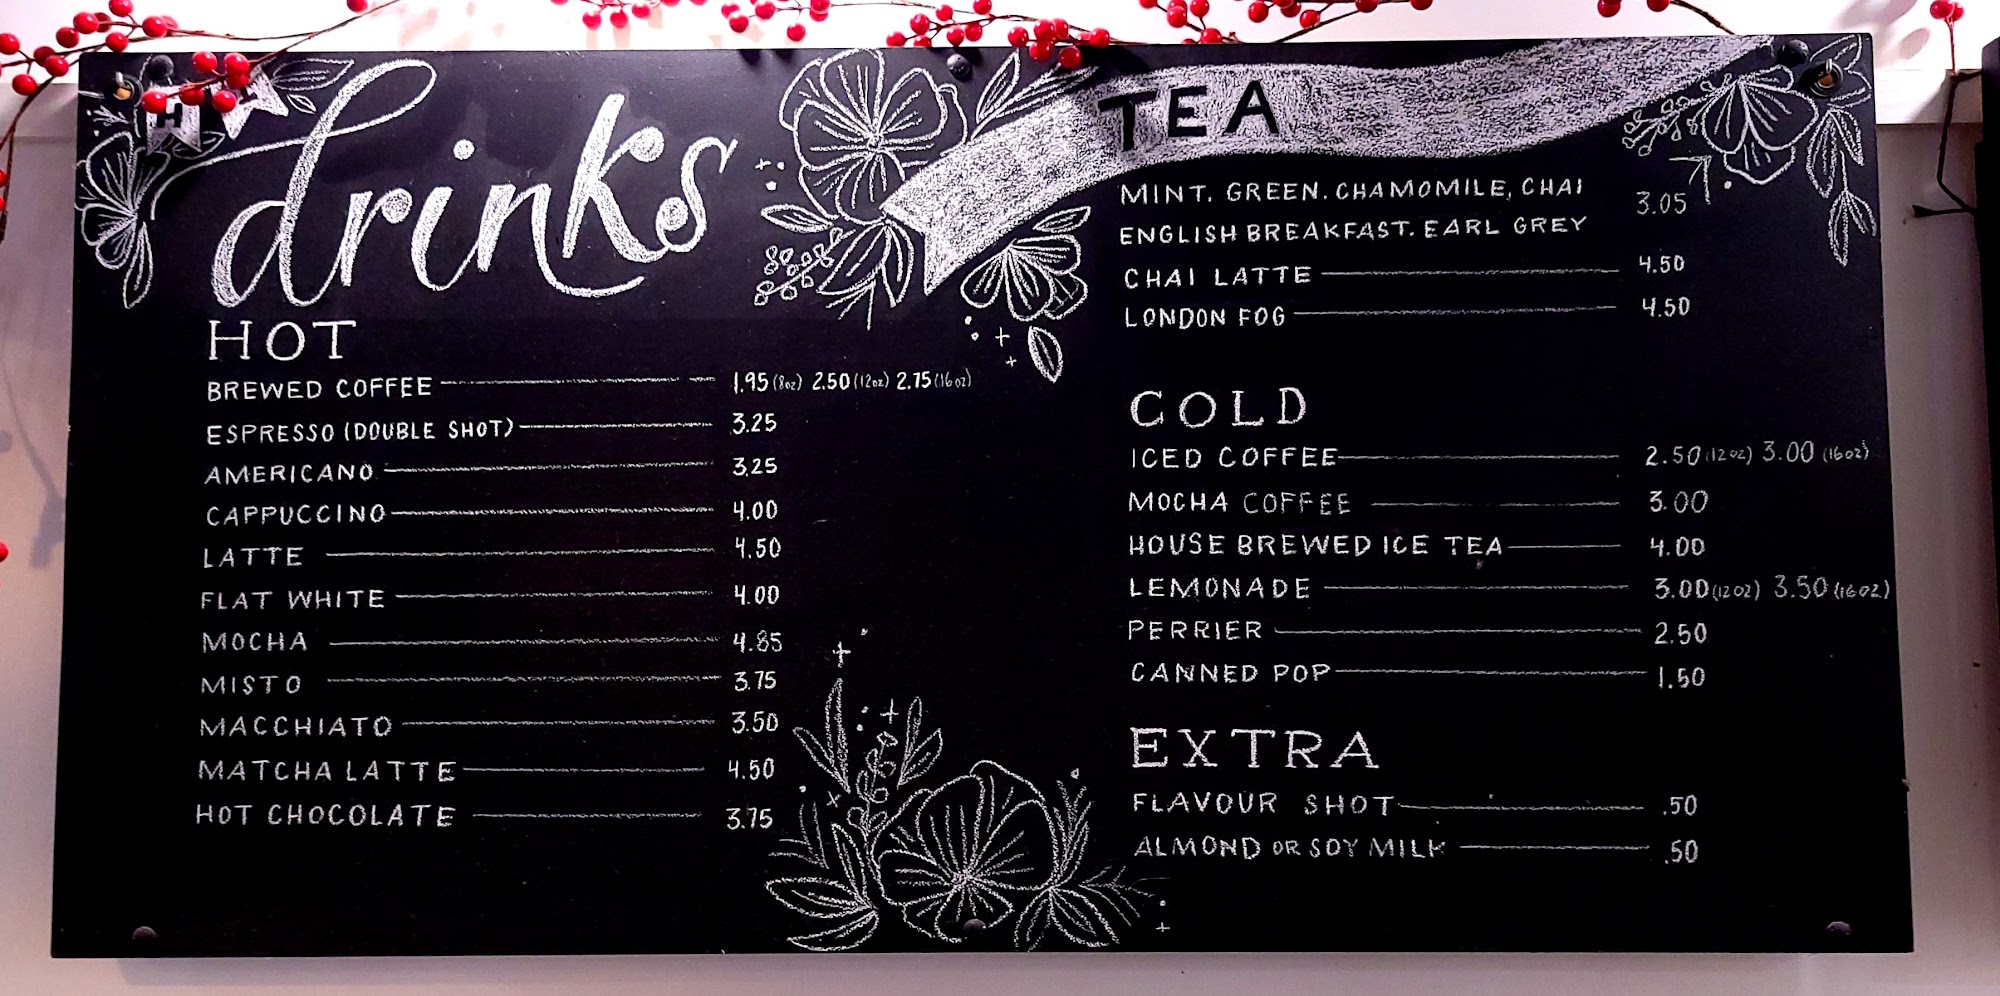 drinks
HOT
BREWED COFFEE 1.95 (8oz) 2.50 (12oz) 2.75 (16oz)
ESPRESSO (DOUBLE SHOT) 3.25
AMERICANO 3.25
CAPPUCCINO 4.00
LATTE 4.50
FLAT WHITE 4.00
MOCHA 4.85
MISTO 3.75
MACCHIATO 3.50
MATCHA LATTE 4.50
HOT CHOCOLATE 3.75
TEA
MINT. GREEN. CHAMOMILE, CHAI
3.05
ENGLISH BREAKFAST. EARL GREY
CHAI LATTE 4.50
LONDON FOG 4.50
COLD
ICED COFFEE 2.50 (12oz) 3.00 (16oz)
MOCHA COFFEE 3.00
HOUSE BREWED ICE TEA 4.00
LEMONADE 3.00 (12oz) 3.50 (16oz)
PERRIER 2.50
CANNED POP 1.50
EXTRA
FLAVOUR SHOT .50
ALMOND OR SOY MILK .50